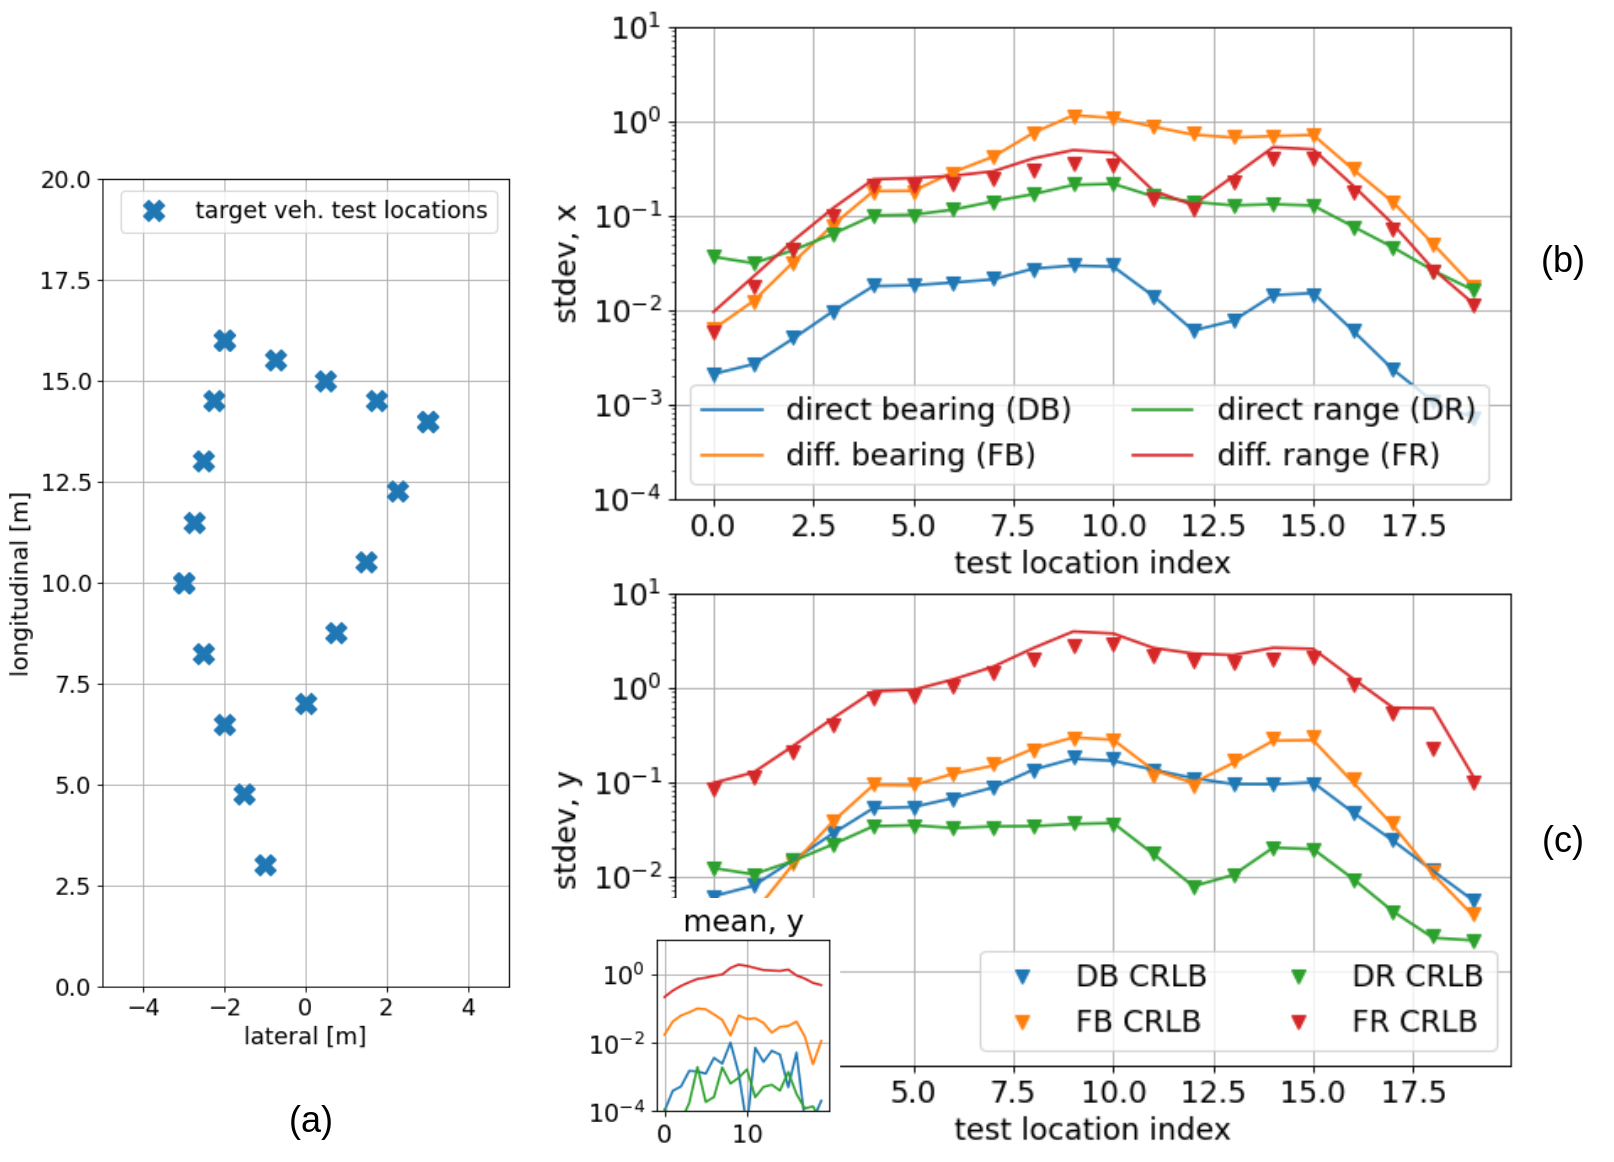 target veh. test locations
20.0
17.5
15.0
12.5
10.0
7.5
5.0
2.5
0.0
longitudinal [m]
−4 −2 0 2 4
lateral [m]
(a)
10^1
10^0
10^−1
10^−2
10^−3
10^−4
stdev, x
direct bearing (DB) direct range (DR)
diff. bearing (FB) diff. range (FR)
0.0 2.5 5.0 7.5 10.0 12.5 15.0 17.5
test location index
(b)
10^1
10^0
10^−1
10^−2
stdev, y
DB CRLB DR CRLB
FB CRLB FR CRLB
5.0 7.5 10.0 12.5 15.0 17.5
test location index
(c)
mean, y
10^0
10^−2
10^−4
0 10